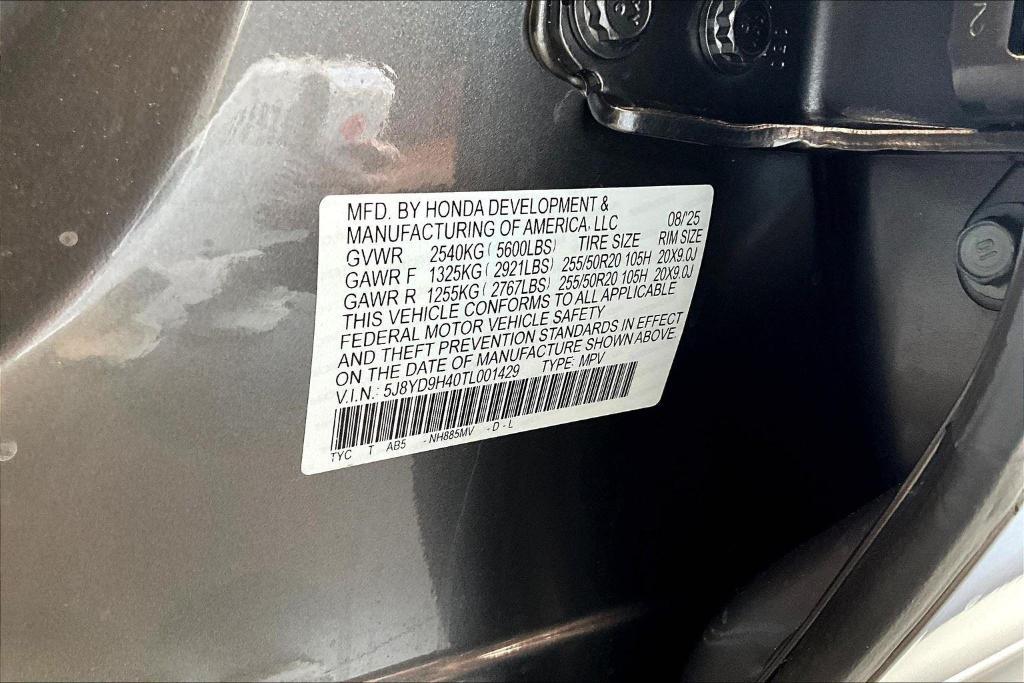 MFD. BY HONDA DEVELOPMENT &
MANUFACTURING OF AMERICA, LLC 08/'25
GVWR 2540KG ( 5600LBS) TIRE SIZE RIM SIZE
GAWR F 1325KG ( 2921LBS) 255/50R20 105H 20X9.0J
GAWR R 1255KG ( 2767LBS) 255/50R20 105H 20X9.0J
THIS VEHICLE CONFORMS TO ALL APPLICABLE
FEDERAL MOTOR VEHICLE SAFETY
AND THEFT PREVENTION STANDARDS IN EFFECT
ON THE DATE OF MANUFACTURE SHOWN ABOVE.
V.I.N.: 5J8YD9H40TL001429 TYPE: MPV
TYC T AB5 - NH885MV - D - L